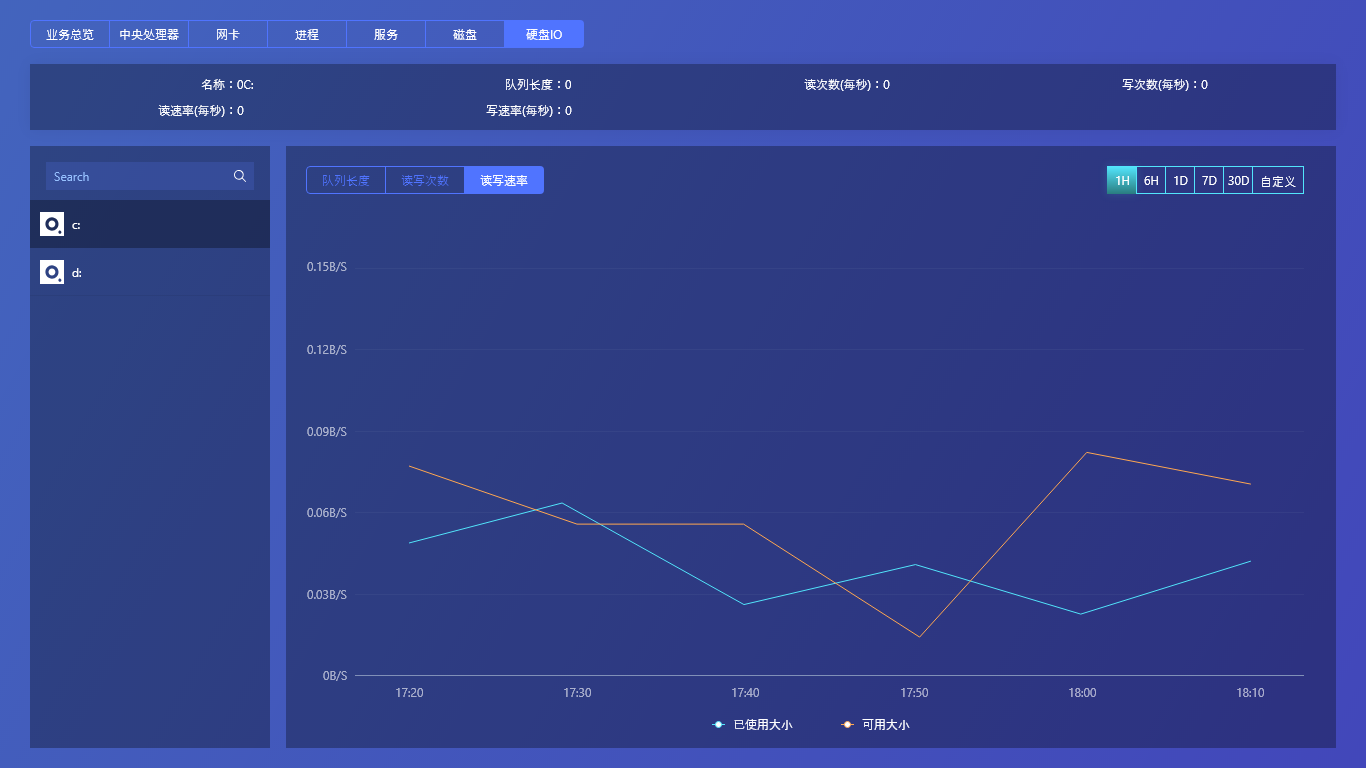 业务总览 中央处理器 网卡 进程 服务 磁盘 硬盘IO
名称：0C: 队列长度：0 读次数(每秒)：0 写次数(每秒)：0
读速率(每秒)：0 写速率(每秒)：0
Search
c:
d:
队列长度 读写次数 读写速率
1H 6H 1D 7D 30D 自定义
0.15B/S
0.12B/S
0.09B/S
0.06B/S
0.03B/S
0B/S
17:20 17:30 17:40 17:50 18:00 18:10
已使用大小 可用大小